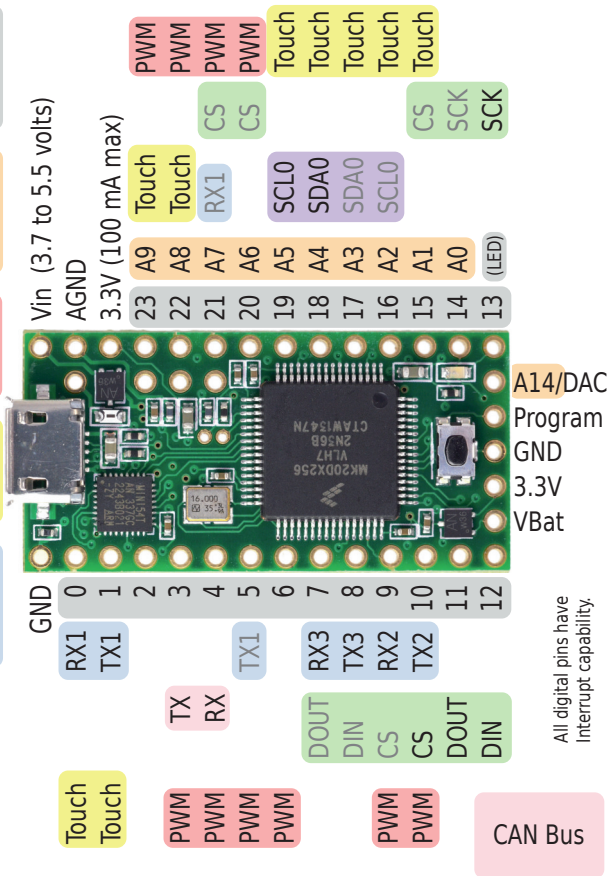 Vin (3.7 to 5.5 volts)
AGND
3.3V (100 mA max)
23 A9 Touch PWM
22 A8 Touch PWM
21 A7 RX1 CS PWM
20 A6 CS PWM
19 A5 SCL0 Touch
18 A4 SDA0 Touch
17 A3 SDA0 Touch
16 A2 SCL0 Touch
15 A1 CS Touch
14 A0 SCK
13 (LED) SCK
A14/DAC
Program
GND
3.3V
VBat
MK20DX256
VLH7
2N56B
CTAW1547N
16.000
GND
0 RX1 Touch
1 TX1 Touch
2
3 TX PWM
4 RX PWM
5 TX1 PWM
6 PWM
7 RX3 DOUT
8 TX3 DIN
9 RX2 CS PWM
10 TX2 CS PWM
11 DOUT
12 DIN
All digital pins have
Interrupt capability.
CAN Bus